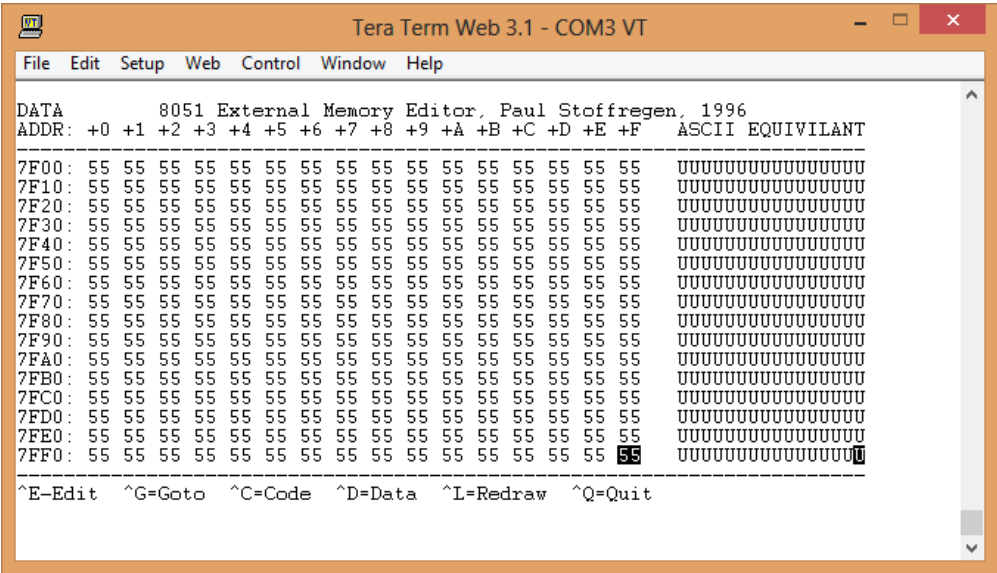 Tera Term Web 3.1 - COM3 VT
File Edit Setup Web Control Window Help
DATA 8051 External Memory Editor, Paul Stoffregen, 1996
ADDR: +0 +1 +2 +3 +4 +5 +6 +7 +8 +9 +A +B +C +D +E +F ASCII EQUIVILANT
7F00: 55 55 55 55 55 55 55 55 55 55 55 55 55 55 55 55 UUUUUUUUUUUUUUUU
7F10: 55 55 55 55 55 55 55 55 55 55 55 55 55 55 55 55 UUUUUUUUUUUUUUUU
7F20: 55 55 55 55 55 55 55 55 55 55 55 55 55 55 55 55 UUUUUUUUUUUUUUUU
7F30: 55 55 55 55 55 55 55 55 55 55 55 55 55 55 55 55 UUUUUUUUUUUUUUUU
7F40: 55 55 55 55 55 55 55 55 55 55 55 55 55 55 55 55 UUUUUUUUUUUUUUUU
7F50: 55 55 55 55 55 55 55 55 55 55 55 55 55 55 55 55 UUUUUUUUUUUUUUUU
7F60: 55 55 55 55 55 55 55 55 55 55 55 55 55 55 55 55 UUUUUUUUUUUUUUUU
7F70: 55 55 55 55 55 55 55 55 55 55 55 55 55 55 55 55 UUUUUUUUUUUUUUUU
7F80: 55 55 55 55 55 55 55 55 55 55 55 55 55 55 55 55 UUUUUUUUUUUUUUUU
7F90: 55 55 55 55 55 55 55 55 55 55 55 55 55 55 55 55 UUUUUUUUUUUUUUUU
7FA0: 55 55 55 55 55 55 55 55 55 55 55 55 55 55 55 55 UUUUUUUUUUUUUUUU
7FB0: 55 55 55 55 55 55 55 55 55 55 55 55 55 55 55 55 UUUUUUUUUUUUUUUU
7FC0: 55 55 55 55 55 55 55 55 55 55 55 55 55 55 55 55 UUUUUUUUUUUUUUUU
7FD0: 55 55 55 55 55 55 55 55 55 55 55 55 55 55 55 55 UUUUUUUUUUUUUUUU
7FE0: 55 55 55 55 55 55 55 55 55 55 55 55 55 55 55 55 UUUUUUUUUUUUUUUU
7FF0: 55 55 55 55 55 55 55 55 55 55 55 55 55 55 55 55 UUUUUUUUUUUUUUUU
^E-Edit ^G=Goto ^C=Code ^D=Data ^L=Redraw ^Q=Quit